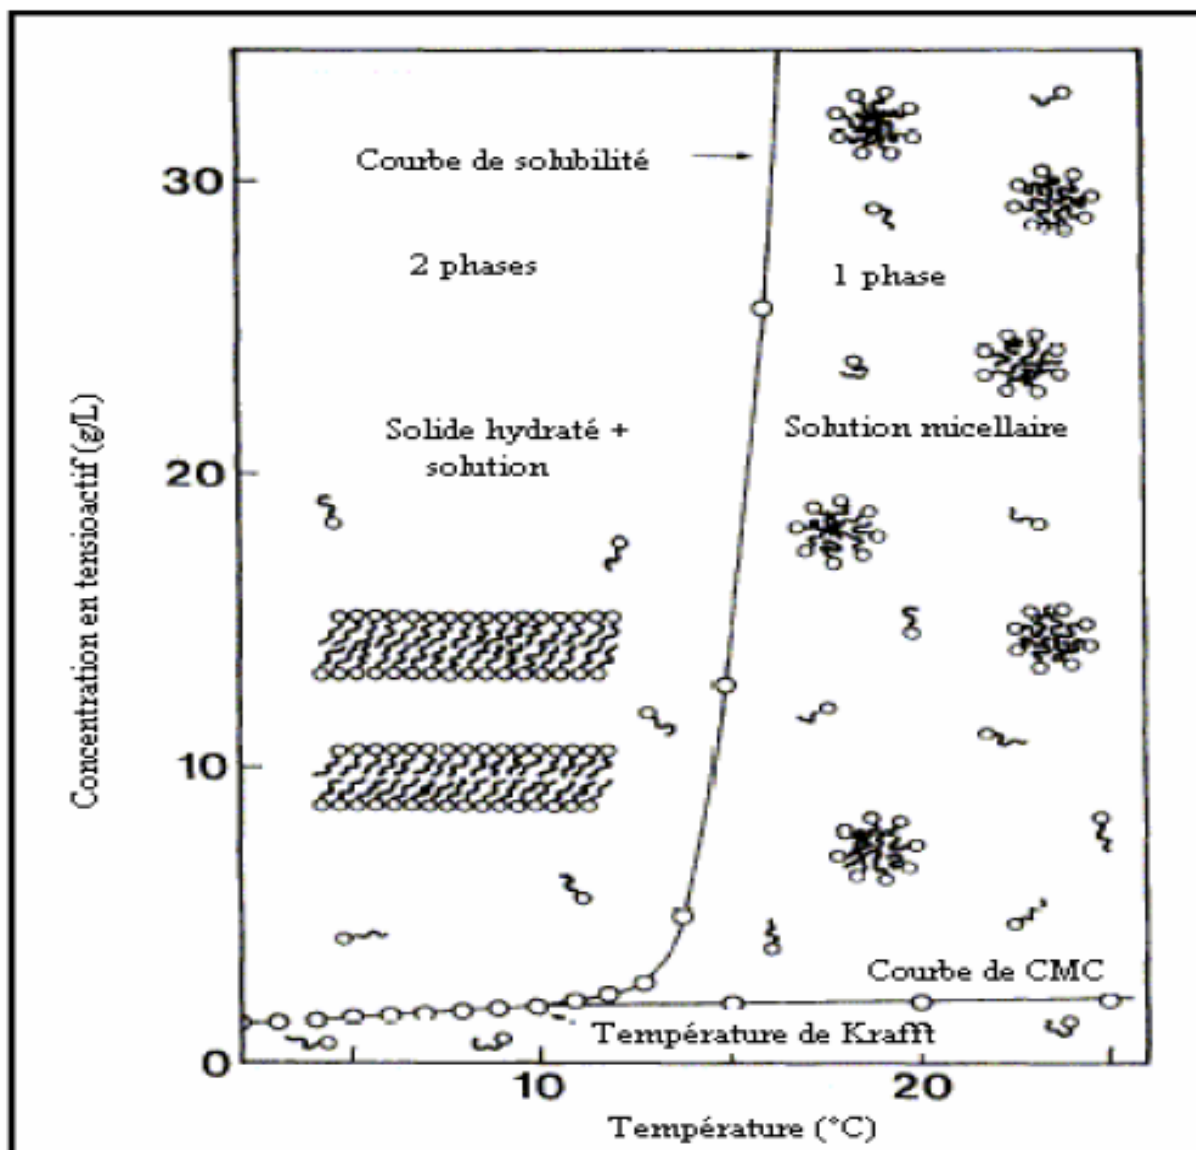 Courbe de solubilité
30
2 phases
1 phase
Solide hydraté +
solution
Solution micellaire
20
Concentration en tensioactif (g/L)
10
Courbe de CMC
Température de Krafft
0
10
20
Température (°C)